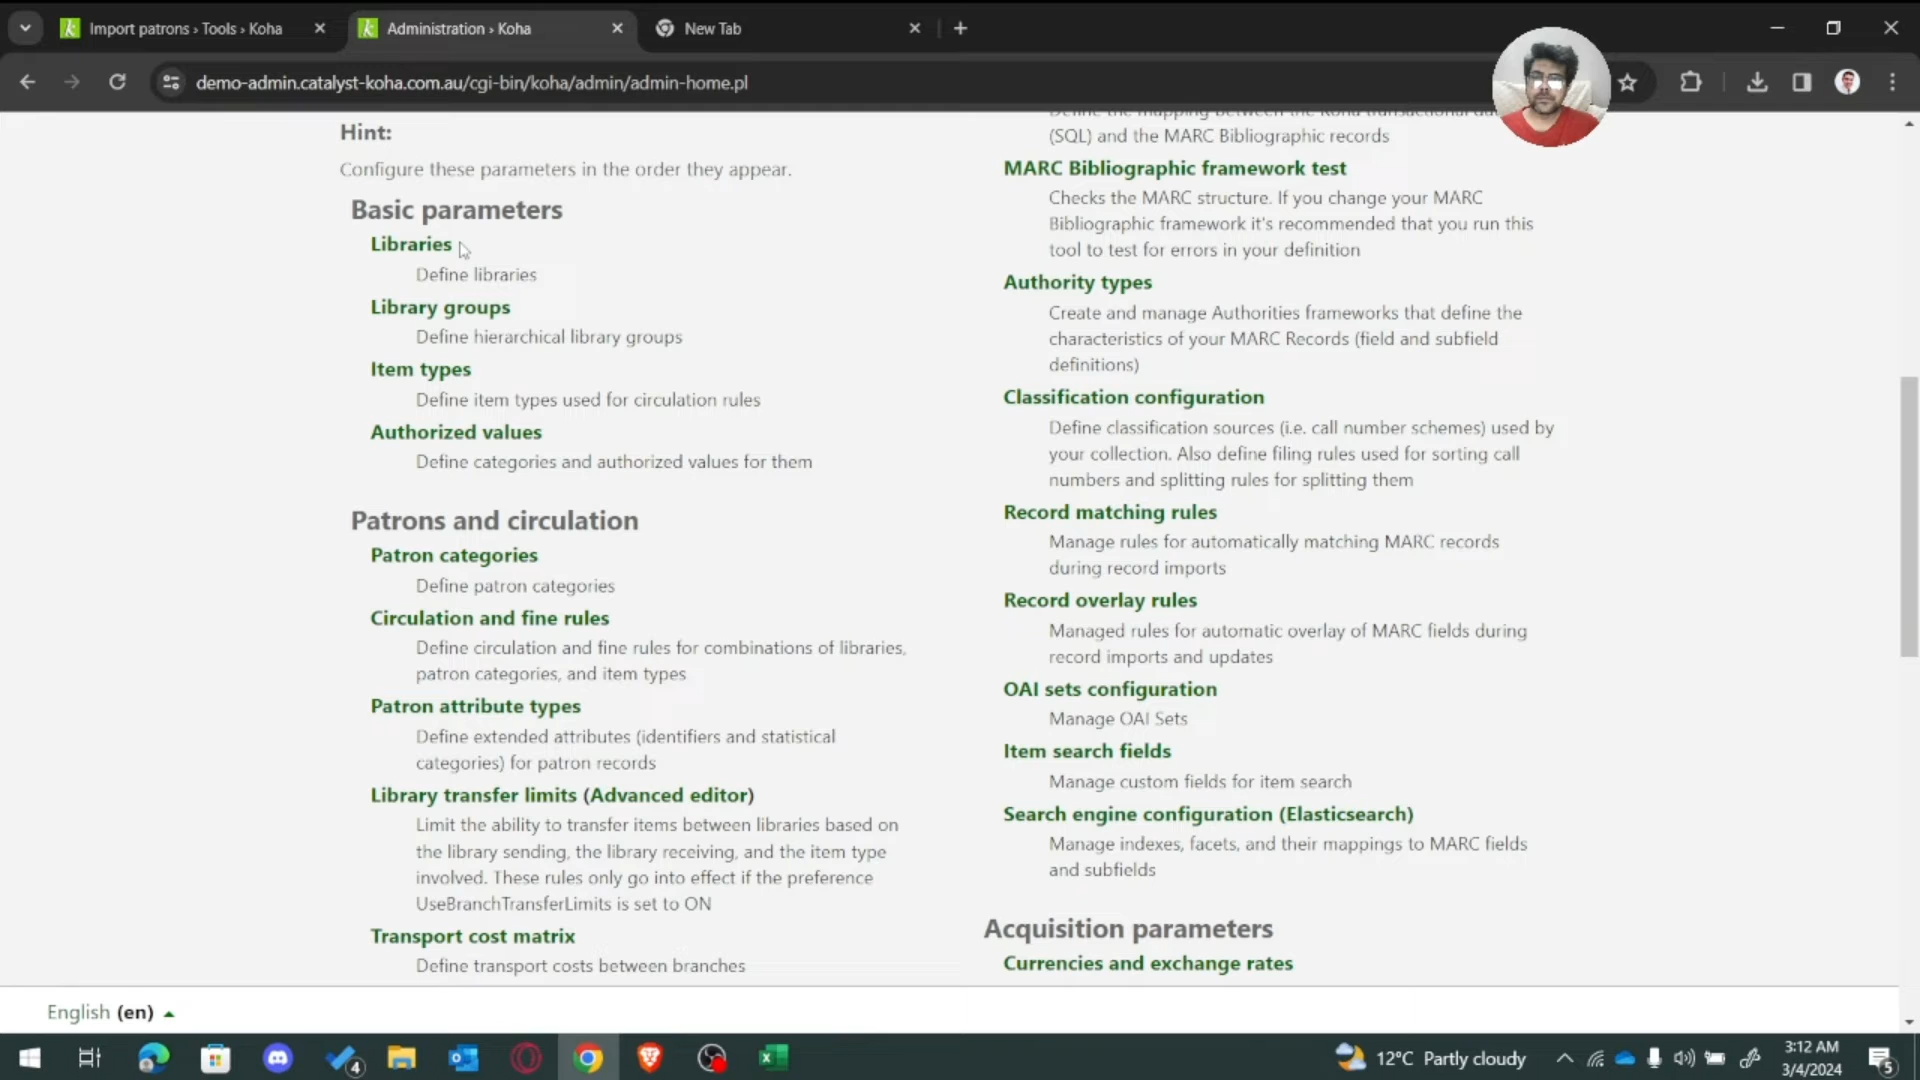 Import patrons › Tools › Koha
Administration › Koha
New Tab
demo-admin.catalyst-koha.com.au/cgi-bin/koha/admin/admin-home.pl
Hint:
Configure these parameters in the order they appear.
Basic parameters
Libraries
Define libraries
Library groups
Define hierarchical library groups
Item types
Define item types used for circulation rules
Authorized values
Define categories and authorized values for them
Patrons and circulation
Patron categories
Define patron categories
Circulation and fine rules
Define circulation and fine rules for combinations of libraries,
patron categories, and item types
Patron attribute types
Define extended attributes (identifiers and statistical
categories) for patron records
Library transfer limits (Advanced editor)
Limit the ability to transfer items between libraries based on
the library sending, the library receiving, and the item type
involved. These rules only go into effect if the preference
UseBranchTransferLimits is set to ON
Transport cost matrix
Define transport costs between branches
Define the mapping between the Koha transactional
(SQL) and the MARC Bibliographic records
MARC Bibliographic framework test
Checks the MARC structure. If you change your MARC
Bibliographic framework it's recommended that you run this
tool to test for errors in your definition
Authority types
Create and manage Authorities frameworks that define the
characteristics of your MARC Records (field and subfield
definitions)
Classification configuration
Define classification sources (i.e. call number schemes) used by
your collection. Also define filing rules used for sorting call
numbers and splitting rules for splitting them
Record matching rules
Manage rules for automatically matching MARC records
during record imports
Record overlay rules
Managed rules for automatic overlay of MARC fields during
record imports and updates
OAI sets configuration
Manage OAI Sets
Item search fields
Manage custom fields for item search
Search engine configuration (Elasticsearch)
Manage indexes, facets, and their mappings to MARC fields
and subfields
Acquisition parameters
Currencies and exchange rates
English (en)
4
12°C Partly cloudy
3:12 AM
3/4/2024
5